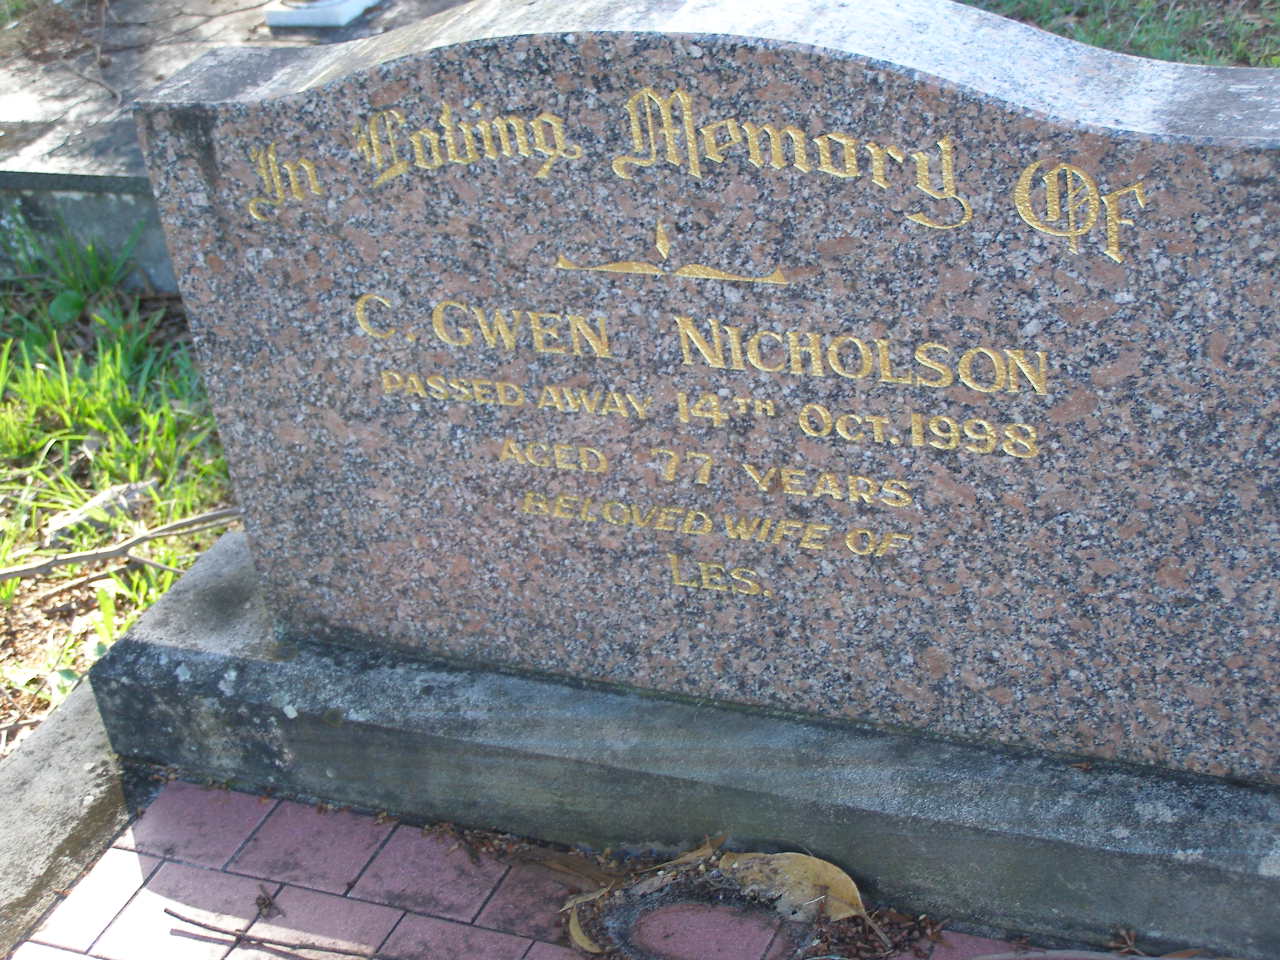 In Loving Memory Of
C. GWEN NICHOLSON
PASSED AWAY 14TH OCT. 1998
AGED 77 YEARS
BELOVED WIFE OF
LES.